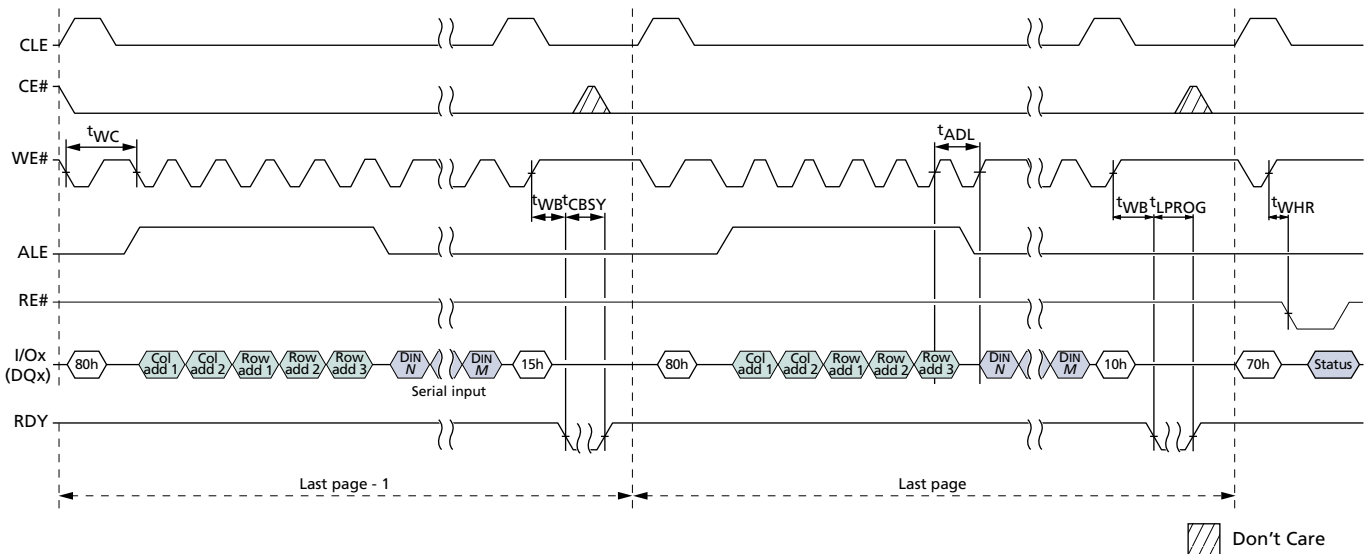 CLE
CE#
tWC
tADL
WE#
tWB tCBSY
tWB tLPROG
tWHR
ALE
RE#
I/Ox
(DQx)
80h
Col add 1
Col add 2
Row add 1
Row add 2
Row add 3
DIN N
DIN M
15h
80h
Col add 1
Col add 2
Row add 1
Row add 2
Row add 3
DIN N
DIN M
10h
70h
Status
Serial input
RDY
Last page - 1
Last page
Don't Care